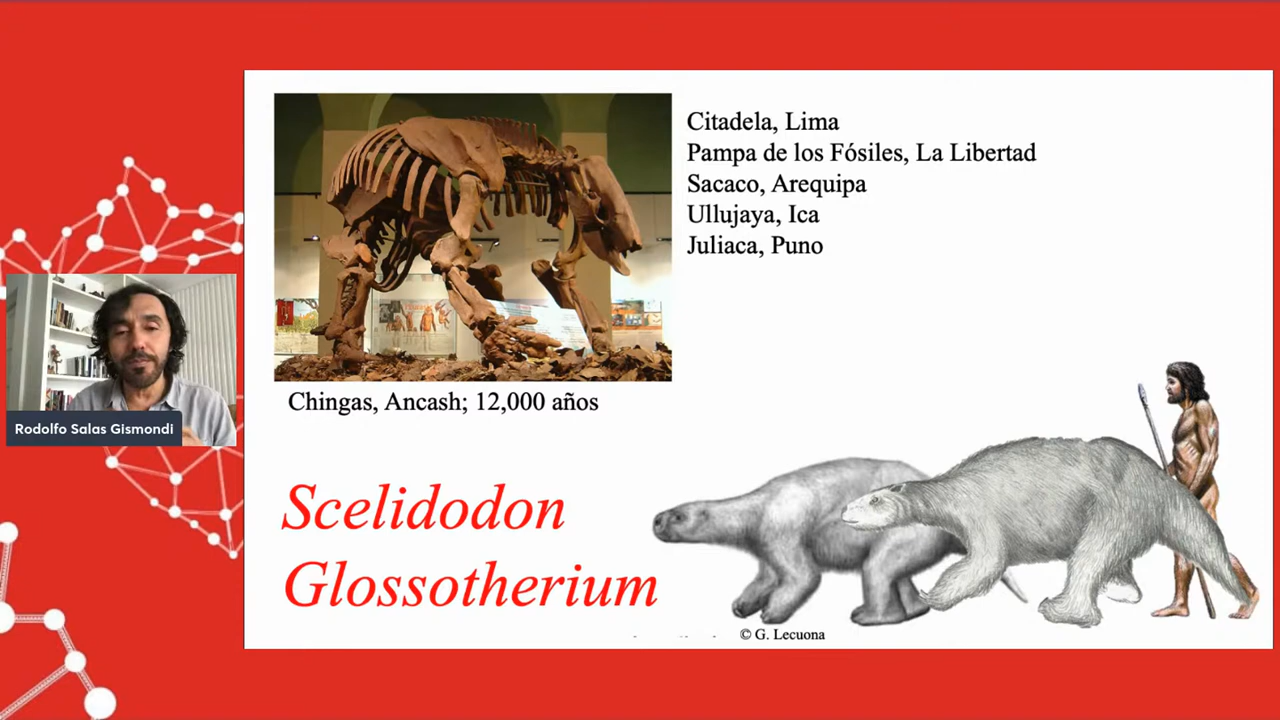 Citadela, Lima
Pampa de los Fósiles, La Libertad
Sacaco, Arequipa
Ullujaya, Ica
Juliaca, Puno
Chingas, Ancash; 12,000 años
Rodolfo Salas Gismondi
Scelidodon
Glossotherium
© G. Lecuona